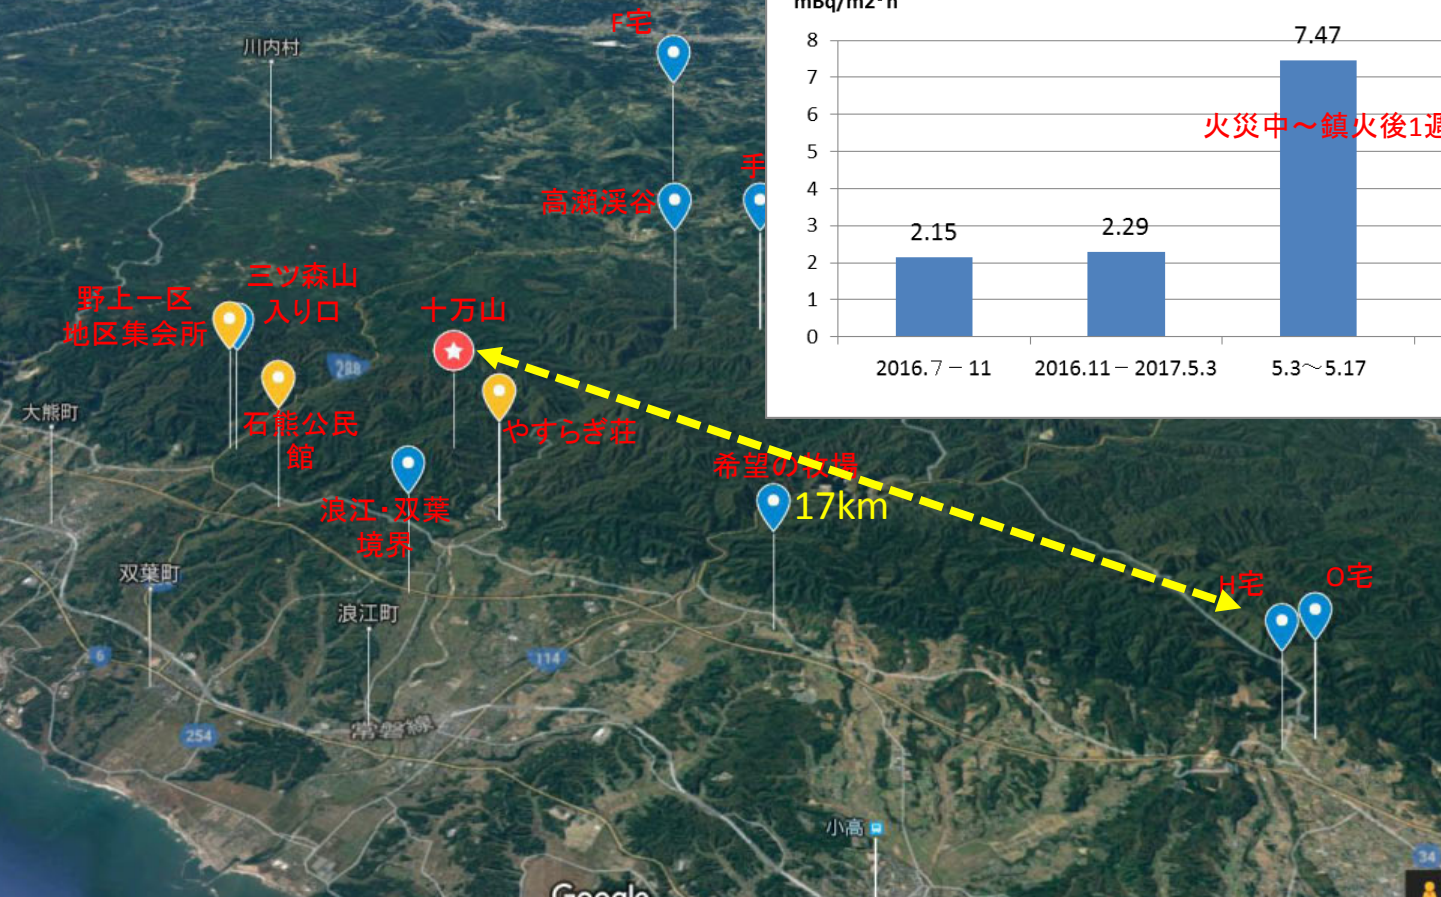 mBq/m2・h
8
7
6
5
4
3
2
1
0
2.15
2.29
7.47
火災中～鎮火後1週
2016.7－11
2016.11－2017.5.3
5.3～5.17
F宅
川内村
高瀬渓谷
手
三ツ森山
入り口
野上一区
地区集会所
十万山
288
大熊町
石熊公民
館
やすらぎ荘
希望の牧場
17km
浪江・双葉
境界
双葉町
浪江町
H宅
O宅
6
114
254
常磐線
小高
34
Google